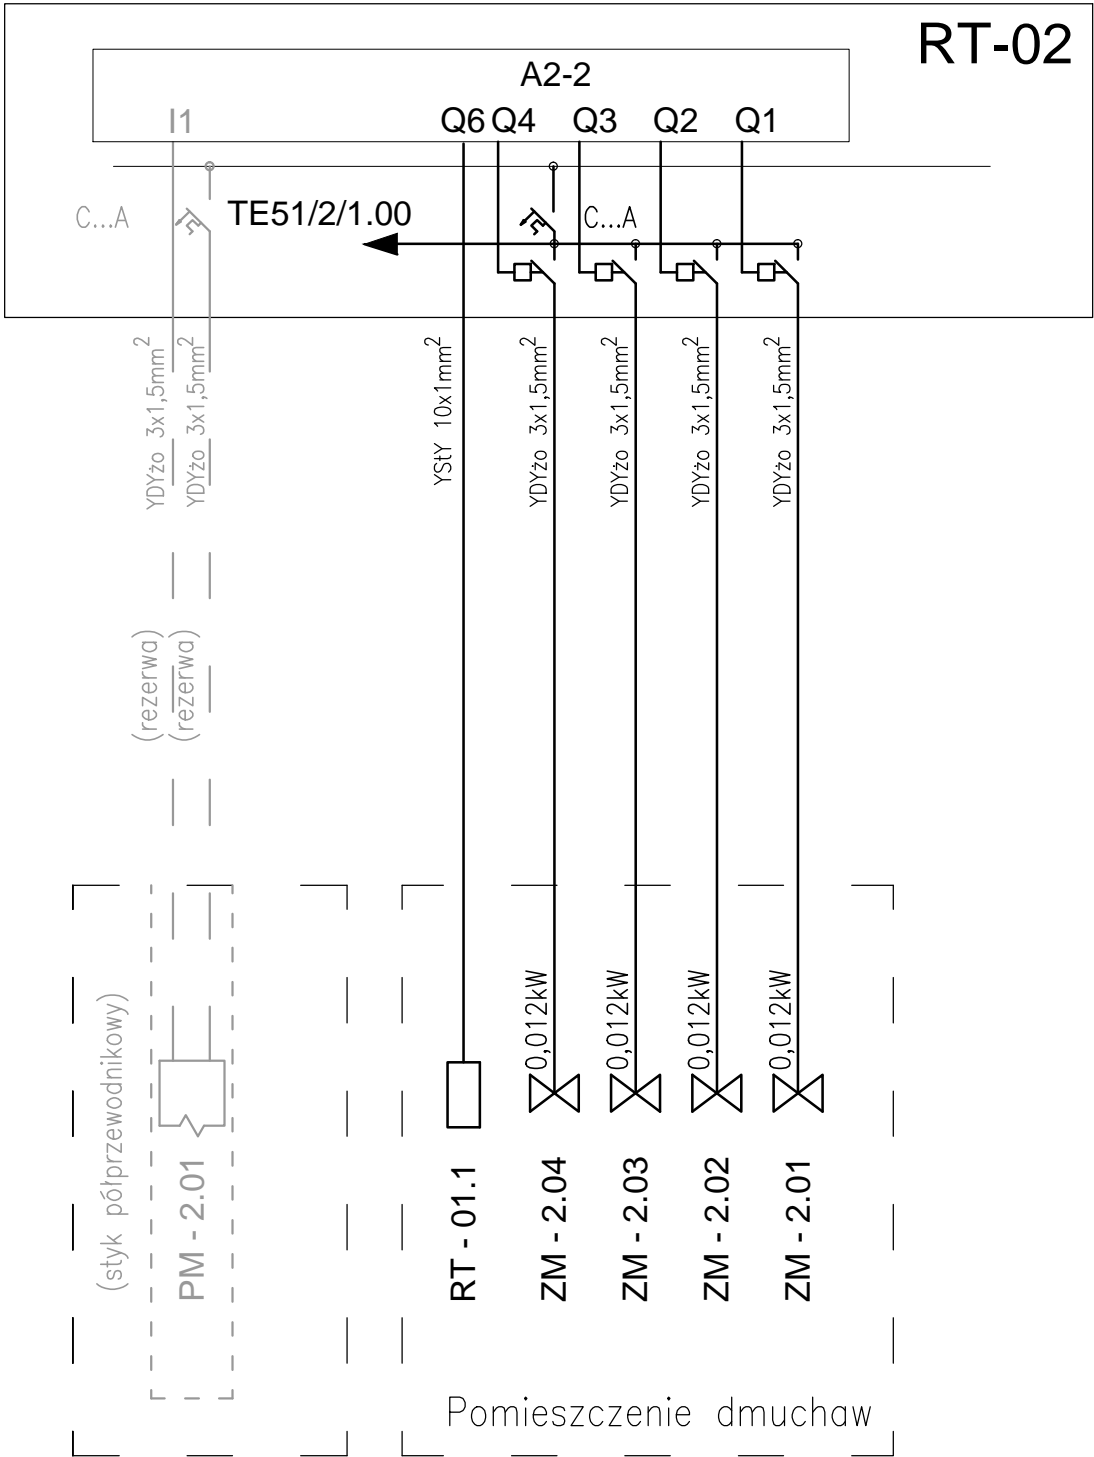 RT-02
A2-2
I1
Q6
Q4
Q3
Q2
Q1
C...A
TE51/2/1.00
C...A
YDYżo 3x1,5mm²
YDYżo 3x1,5mm²
YStY 10x1mm²
YDYżo 3x1,5mm²
YDYżo 3x1,5mm²
YDYżo 3x1,5mm²
YDYżo 3x1,5mm²
(rezerwa)
(rezerwa)
0,012kW
0,012kW
0,012kW
0,012kW
(styk półprzewodnikowy)
PM - 2.01
RT - 01.1
ZM - 2.04
ZM - 2.03
ZM - 2.02
ZM - 2.01
Pomieszczenie dmuchaw